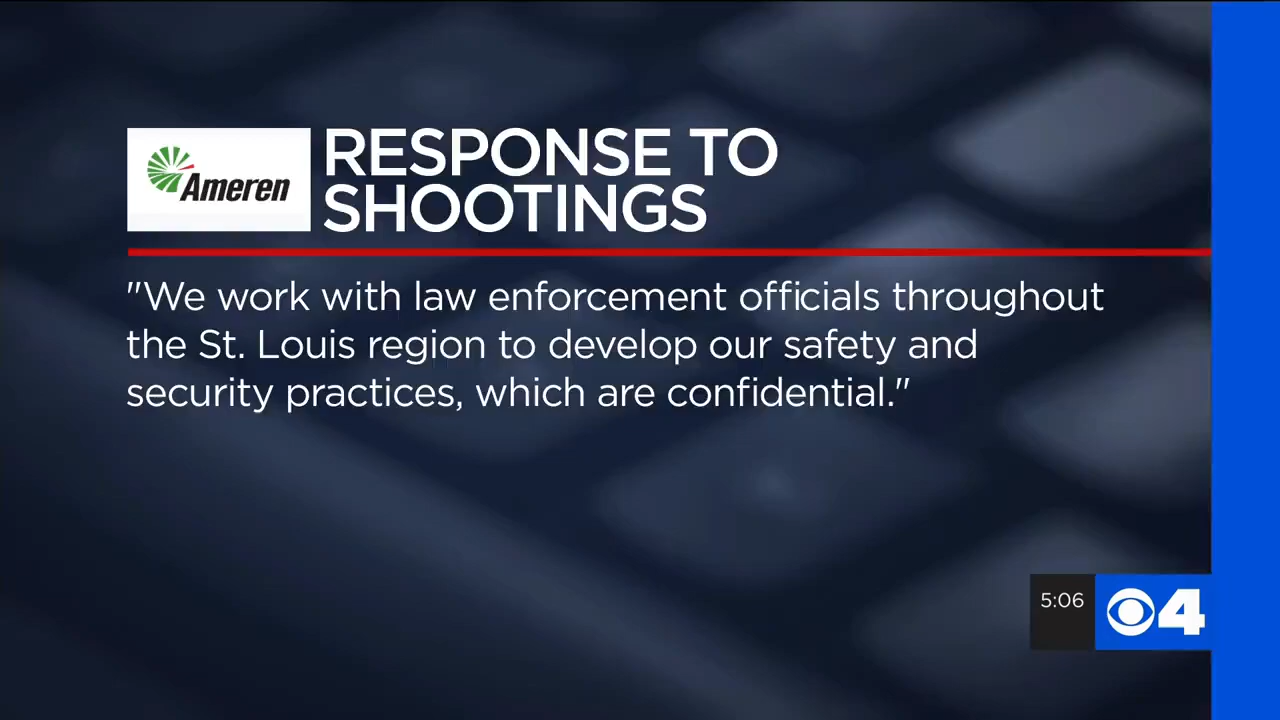 Ameren
RESPONSE TO
SHOOTINGS
"We work with law enforcement officials throughout
the St. Louis region to develop our safety and
security practices, which are confidential."
5:06
4